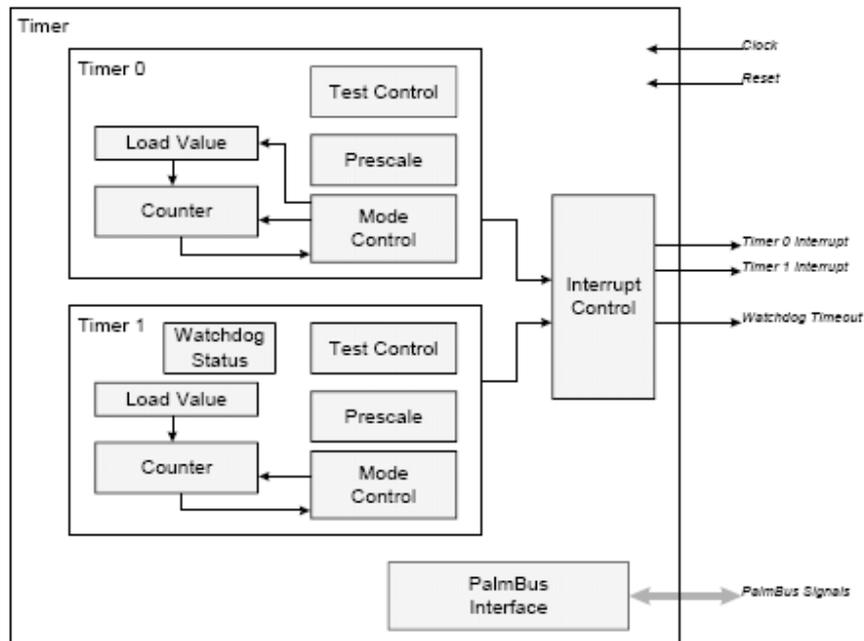 Timer
Timer 0
Test Control
Load Value
Prescale
Counter
Mode
Control
Timer 1
Watchdog
Status
Test Control
Load Value
Prescale
Counter
Mode
Control
Interrupt
Control
PalmBus
Interface
Clock
Reset
Timer 0 Interrupt
Timer 1 Interrupt
Watchdog Timeout
PalmBus Signals